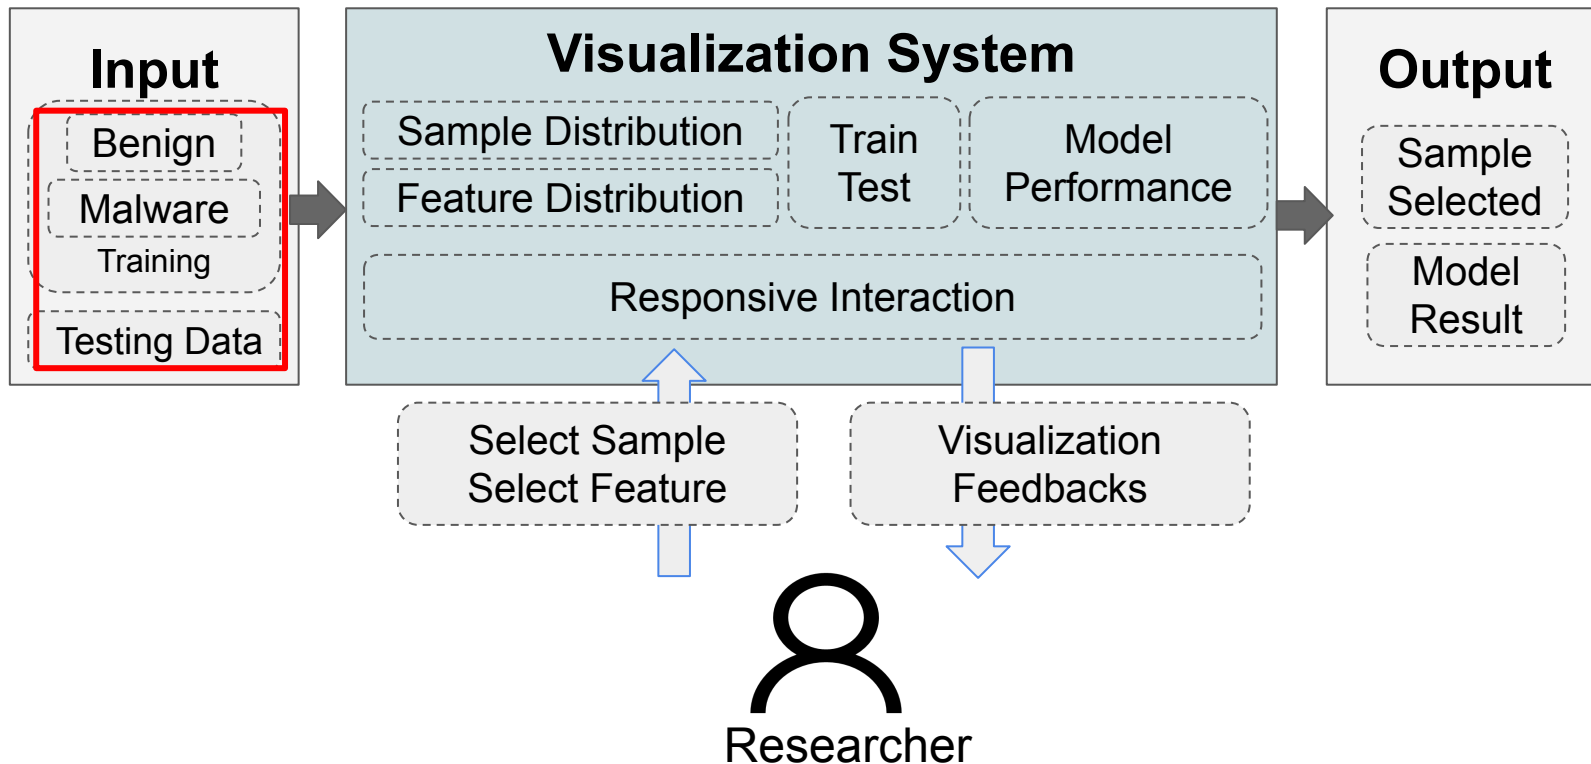 Input
Benign
Malware
Training
Testing Data
Visualization System
Sample Distribution
Feature Distribution
Train
Test
Model
Performance
Responsive Interaction
Output
Sample
Selected
Model
Result
Select Sample
Select Feature
Visualization
Feedbacks
Researcher